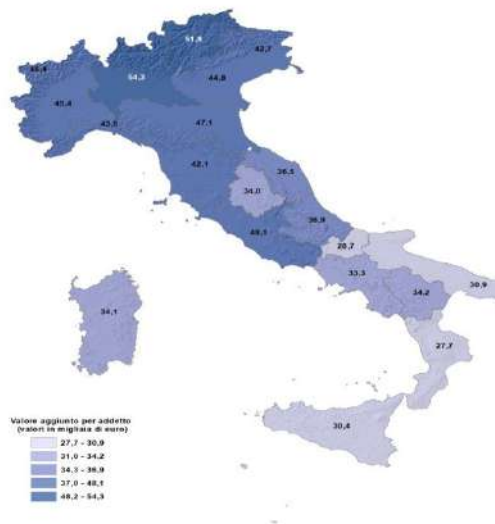 51,8
42,7
54,3
44,8
45,4
43,5
47,1
42,1
36,5
34,0
36,9
28,7
33,3
30,9
34,2
34,1
27,7
30,4
Valore aggiunto per addetto
(valori in migliaia di euro)
27,7 - 30,9
31,0 - 34,2
34,3 - 36,9
37,0 - 48,1
48,2 - 54,3